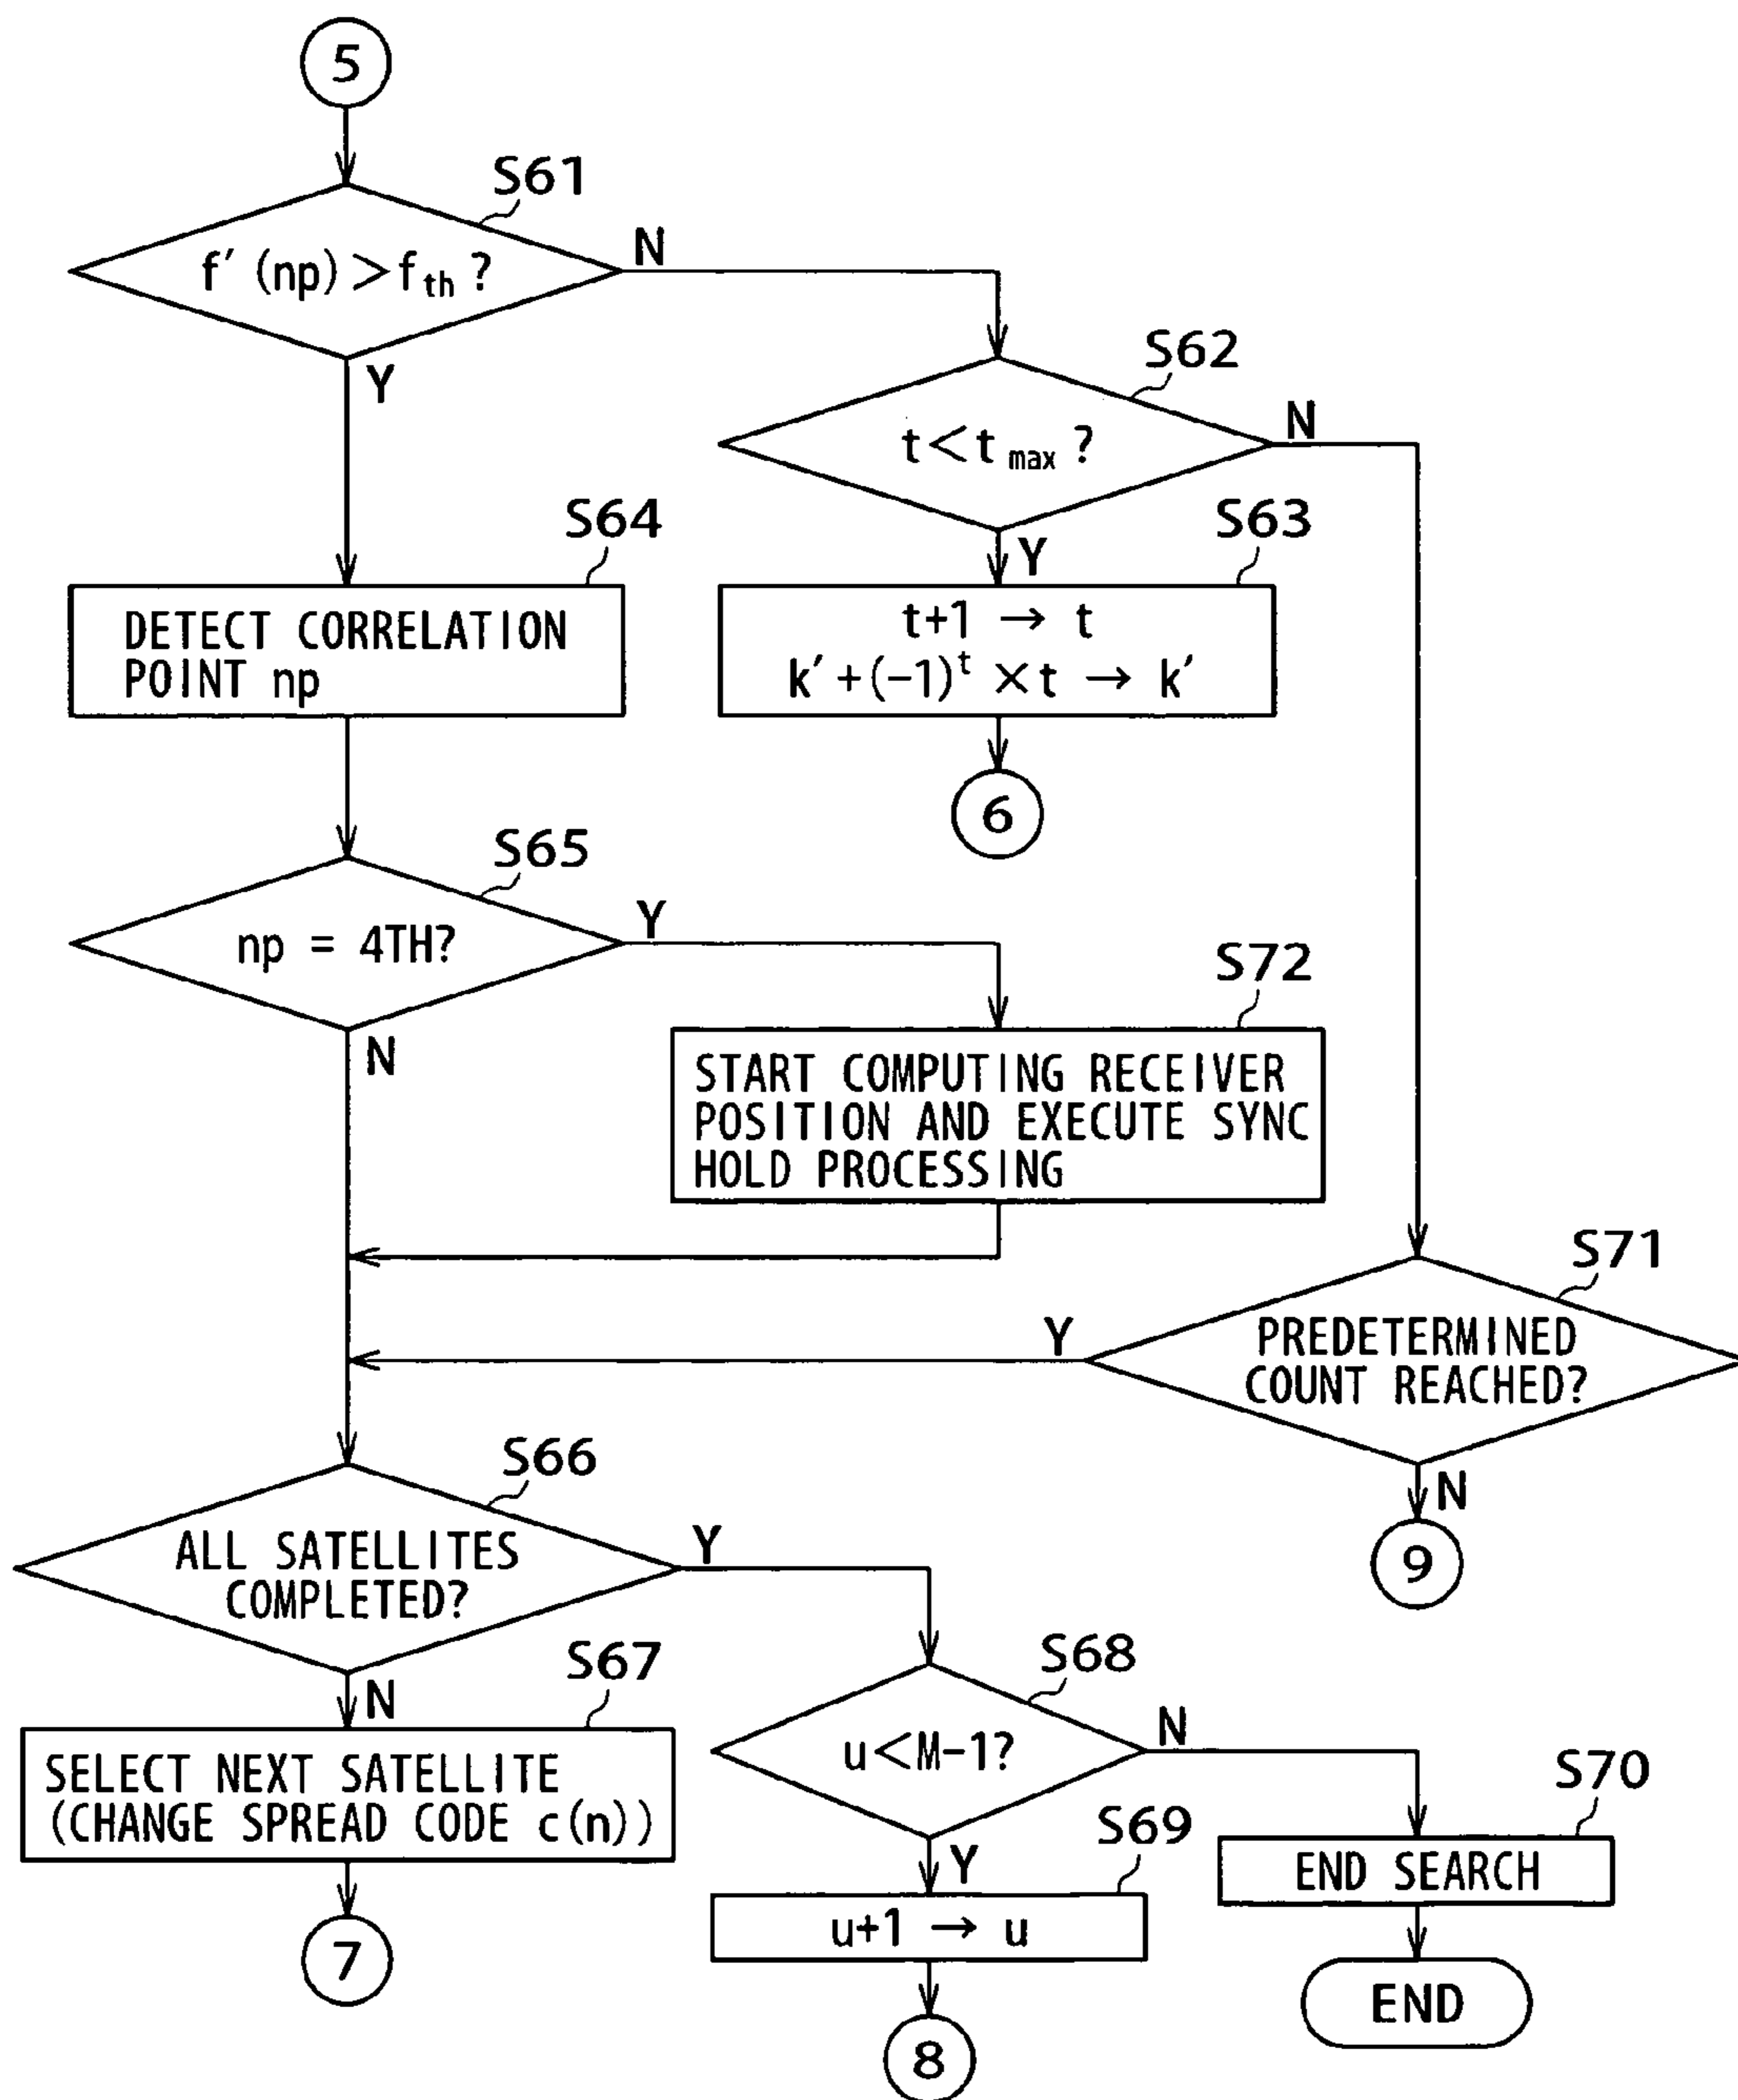 5
S61
f′(np)>f_th?
N
Y
S62
t<t_max?
N
Y
S64
DETECT CORRELATION
POINT np
S63
t+1 → t
k′+(-1)^t ×t → k′
6
S65
np = 4TH?
Y
N
S72
START COMPUTING RECEIVER
POSITION AND EXECUTE SYNC
HOLD PROCESSING
S71
PREDETERMINED
COUNT REACHED?
Y
N
9
S66
ALL SATELLITES
COMPLETED?
Y
N
S67
SELECT NEXT SATELLITE
(CHANGE SPREAD CODE c(n))
7
S68
u<M-1?
N
Y
S69
u+1 → u
8
S70
END SEARCH
END